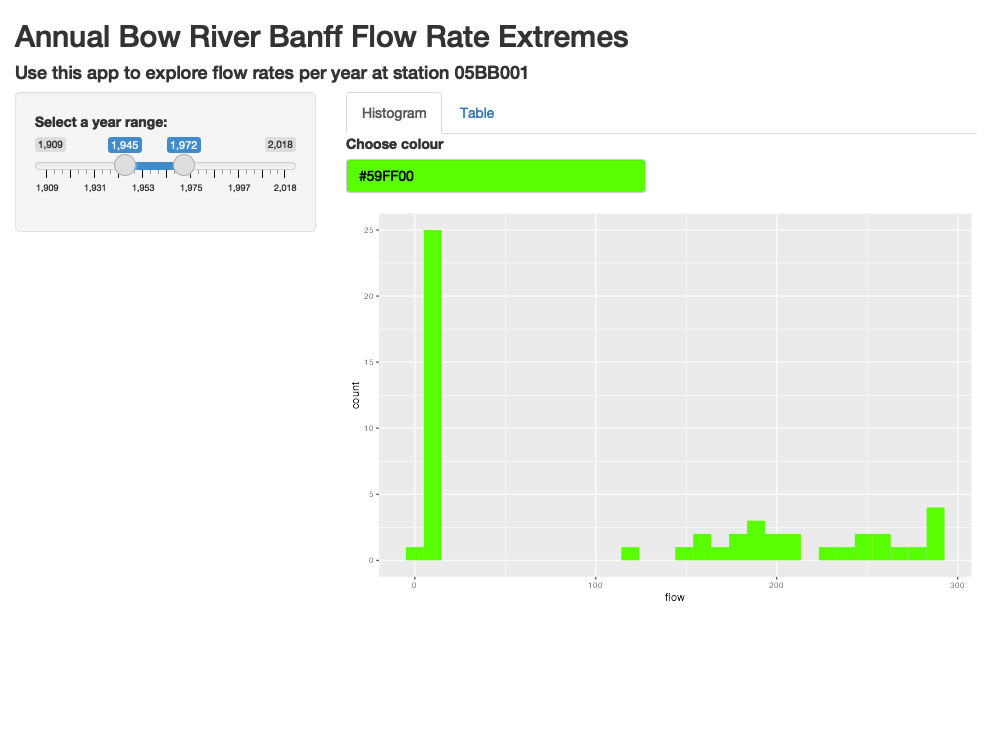 Annual Bow River Banff Flow Rate Extremes
Use this app to explore flow rates per year at station 05BB001
Select a year range:
1,909 1,945 1,972 2,018
1,909 1,931 1,953 1,975 1,997 2,018
Histogram Table
Choose colour
#59FF00
25
20
15
10
5
0
count
0 100 200 300
flow